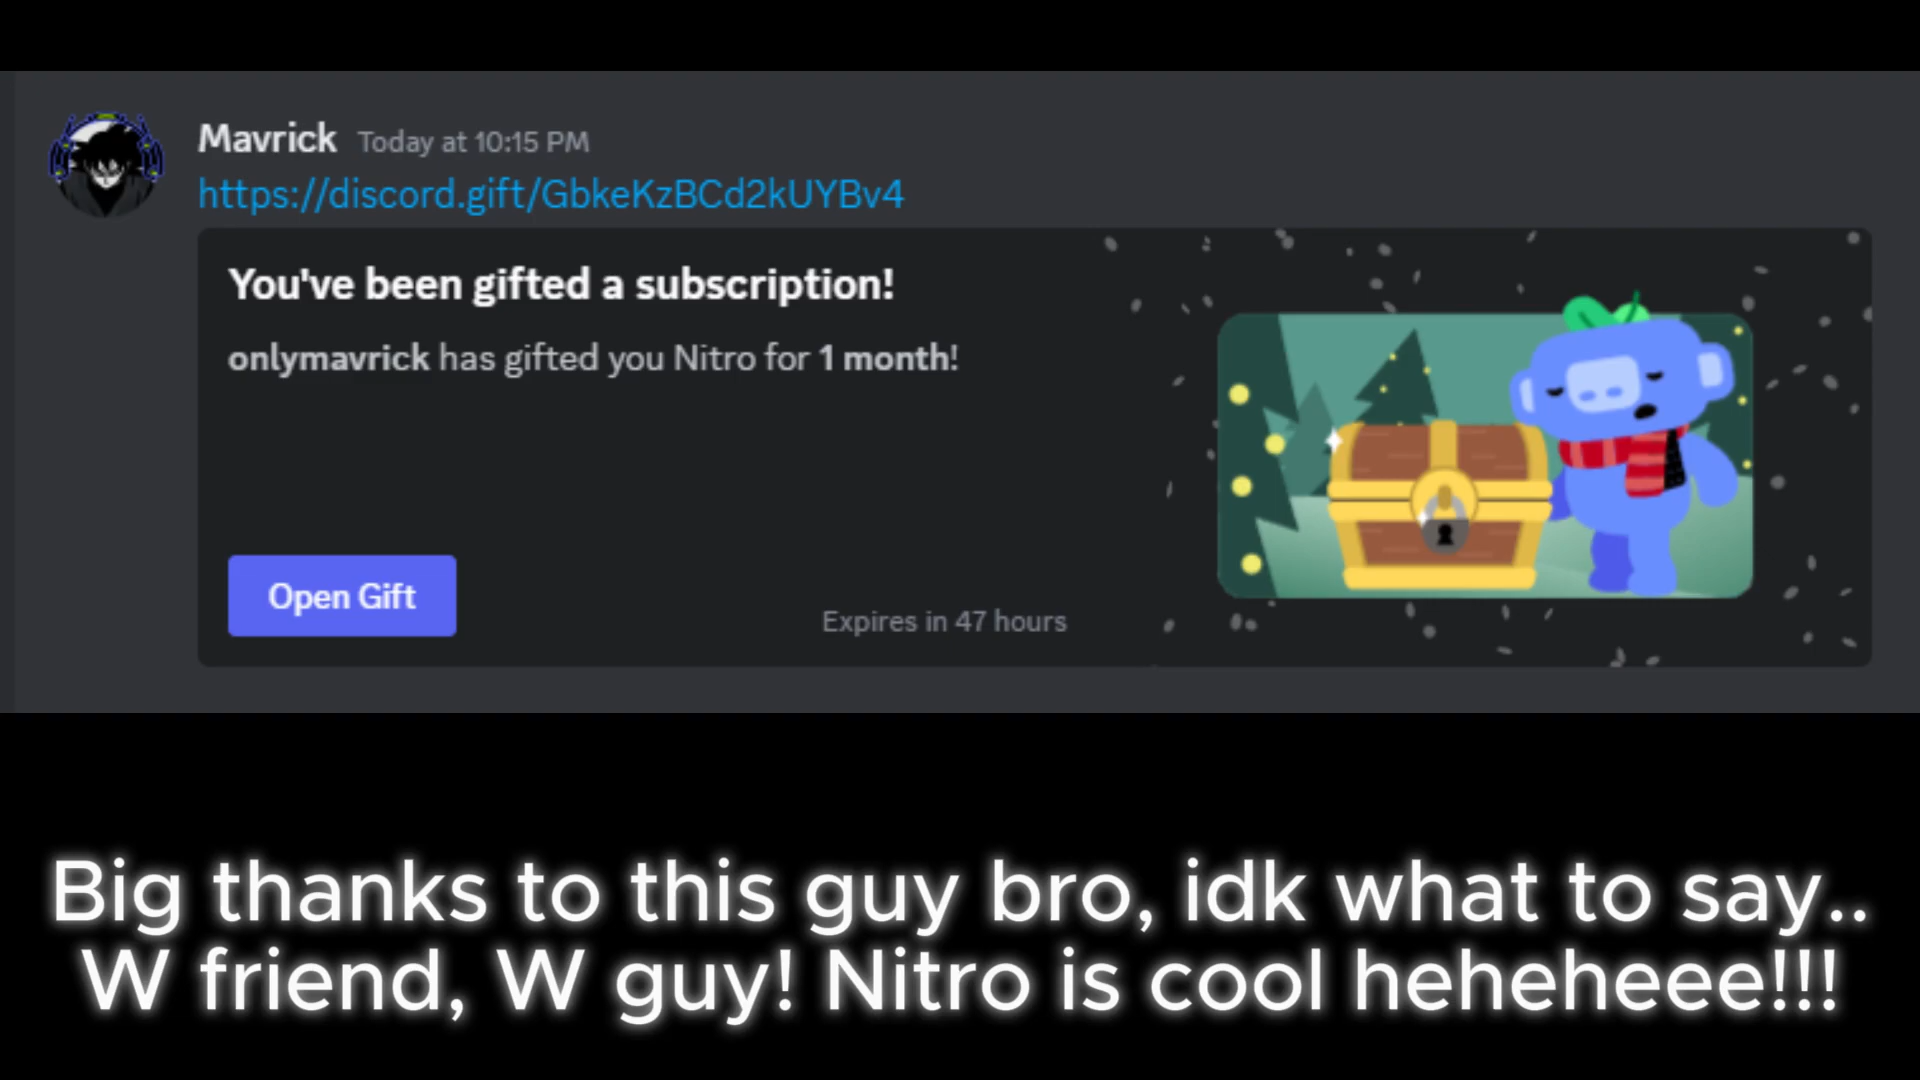 Mavrick Today at 10:15 PM
https://discord.gift/GbkeKzBCd2kUYBv4
You've been gifted a subscription!
onlymavrick has gifted you Nitro for 1 month!
Open Gift
Expires in 47 hours
Big thanks to this guy bro, idk what to say..
W friend, W guy! Nitro is cool heheheee!!!